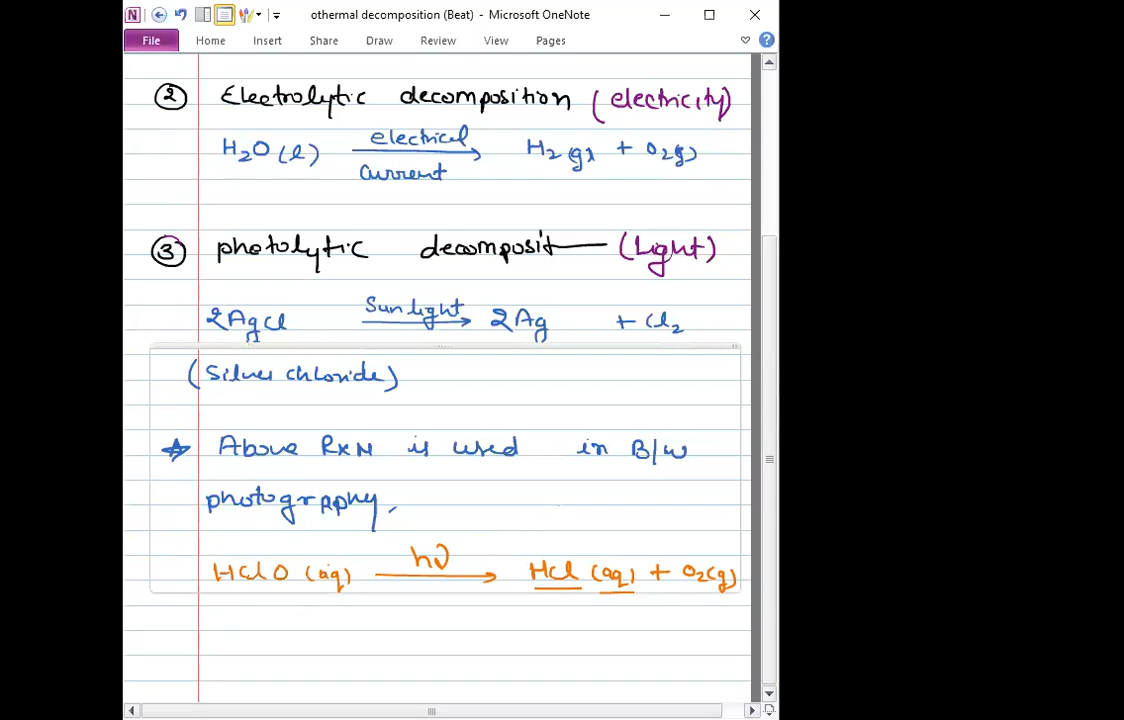 othermal decomposition (Beat) - Microsoft OneNote
File Home Insert Share Draw Review View Pages
② Electrolytic decomposition (electricity)
H2O (l) electrical current → H2 (g) + O2(g)
③ photolytic decomposit (Light)
2AgCl Sunlight → 2Ag + Cl2
(Silver chloride)
★ Above RxN is used in B/W
photography.
HClO (aq) hν → HCl (aq) + O2(g)